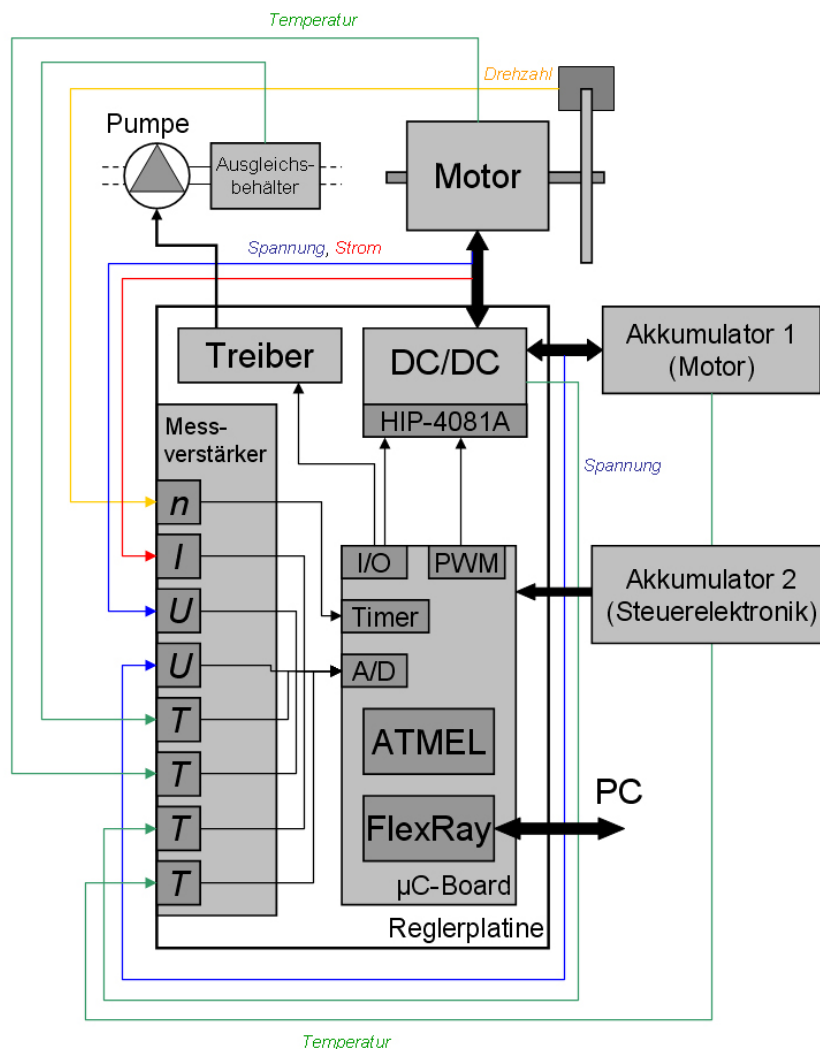 Temperatur
Drehzahl
Pumpe
Ausgleichs-
behälter
Motor
Spannung, Strom
Treiber
DC/DC
HIP-4081A
Akkumulator 1
(Motor)
Mess-
verstärker
Spannung
n
I
U
U
T
T
T
T
I/O
PWM
Timer
A/D
ATMEL
FlexRay
µC-Board
Reglerplatine
Akkumulator 2
(Steuerelektronik)
PC
Temperatur